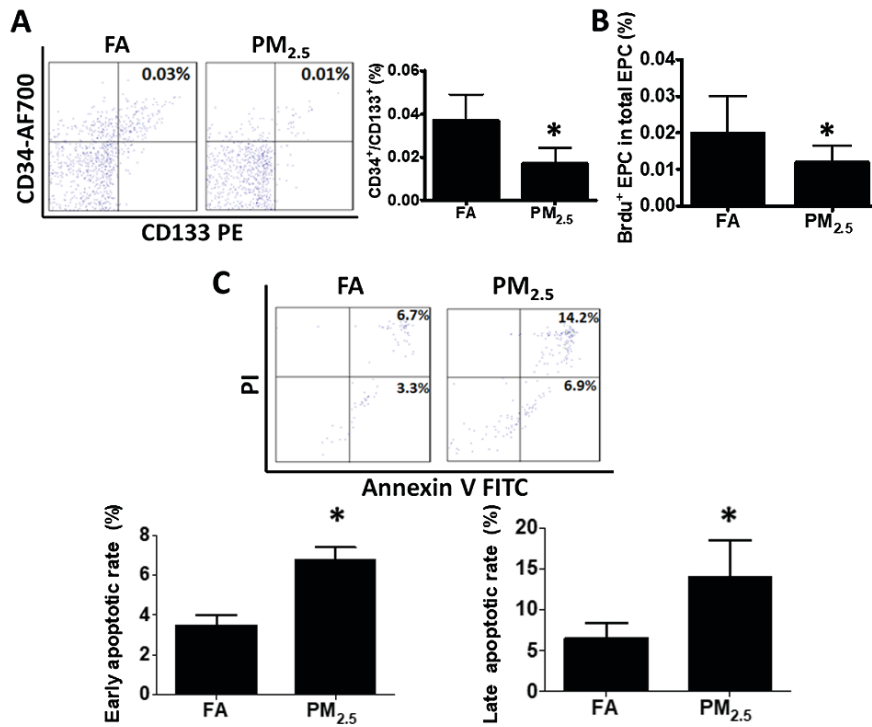 A
FA
PM2.5
0.03%
0.01%
CD34-AF700
CD133 PE
CD34+/CD133+ (%)
0.06
0.04
0.02
0.00
*
FA
PM2.5
B
Brdu+ EPC in total EPC (%)
0.04
0.03
0.02
0.01
0.00
*
FA
PM2.5
C
FA
PM2.5
6.7%
3.3%
14.2%
6.9%
PI
Annexin V FITC
Early apoptotic rate (%)
8
6
4
2
0
*
FA
PM2.5
Late apoptotic rate (%)
20
15
10
5
0
*
FA
PM2.5